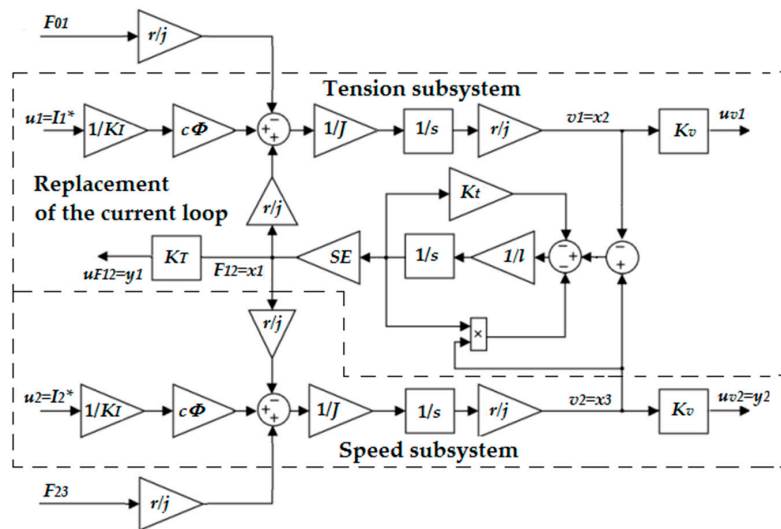 F01
r/j
Tension subsystem
u1=I1*
1/KI
cΦ
- 
+
+
1/J
1/s
r/j
v1=x2
Kv
uv1
Replacement
of the current loop
r/j
Kt
uF12=y1
KT
F12=x1
SE
1/s
1/l
-
+
-
-
+
r/j
×
u2=I2*
1/KI
cΦ
-
+
+
1/J
1/s
r/j
v2=x3
Kv
uv2=y2
Speed subsystem
F23
r/j